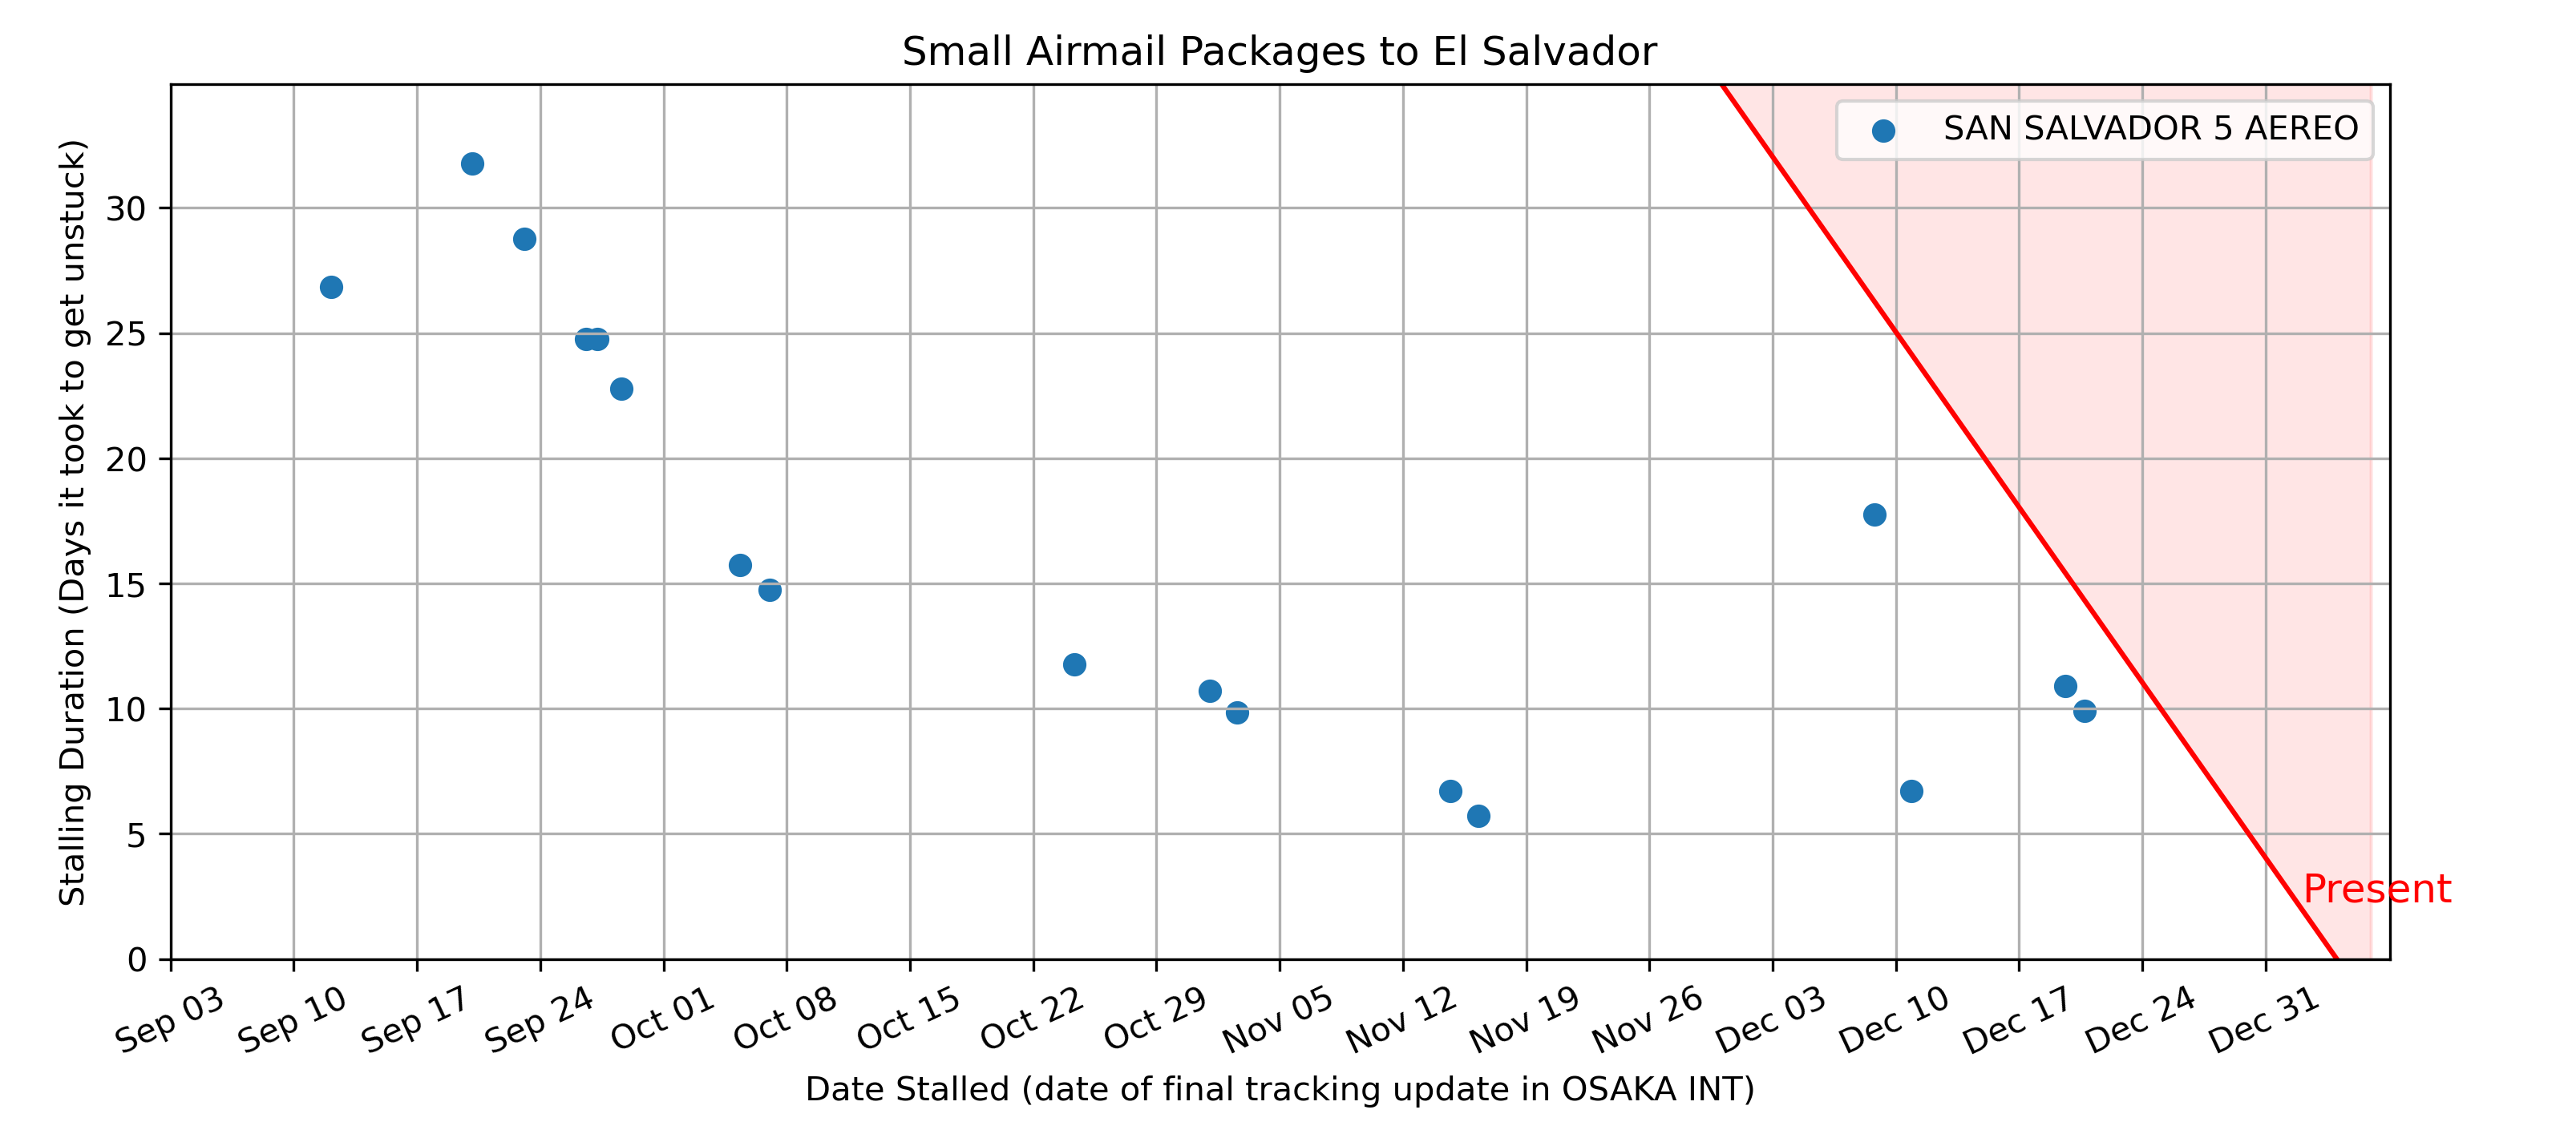 Small Airmail Packages to El Salvador
SAN SALVADOR 5 AEREO
Stalling Duration (Days it took to get unstuck)
30
25
20
15
10
5
0
Present
Sep 03
Sep 10
Sep 17
Sep 24
Oct 01
Oct 08
Oct 15
Oct 22
Oct 29
Nov 05
Nov 12
Nov 19
Nov 26
Dec 03
Dec 10
Dec 17
Dec 24
Dec 31
Date Stalled (date of final tracking update in OSAKA INT)